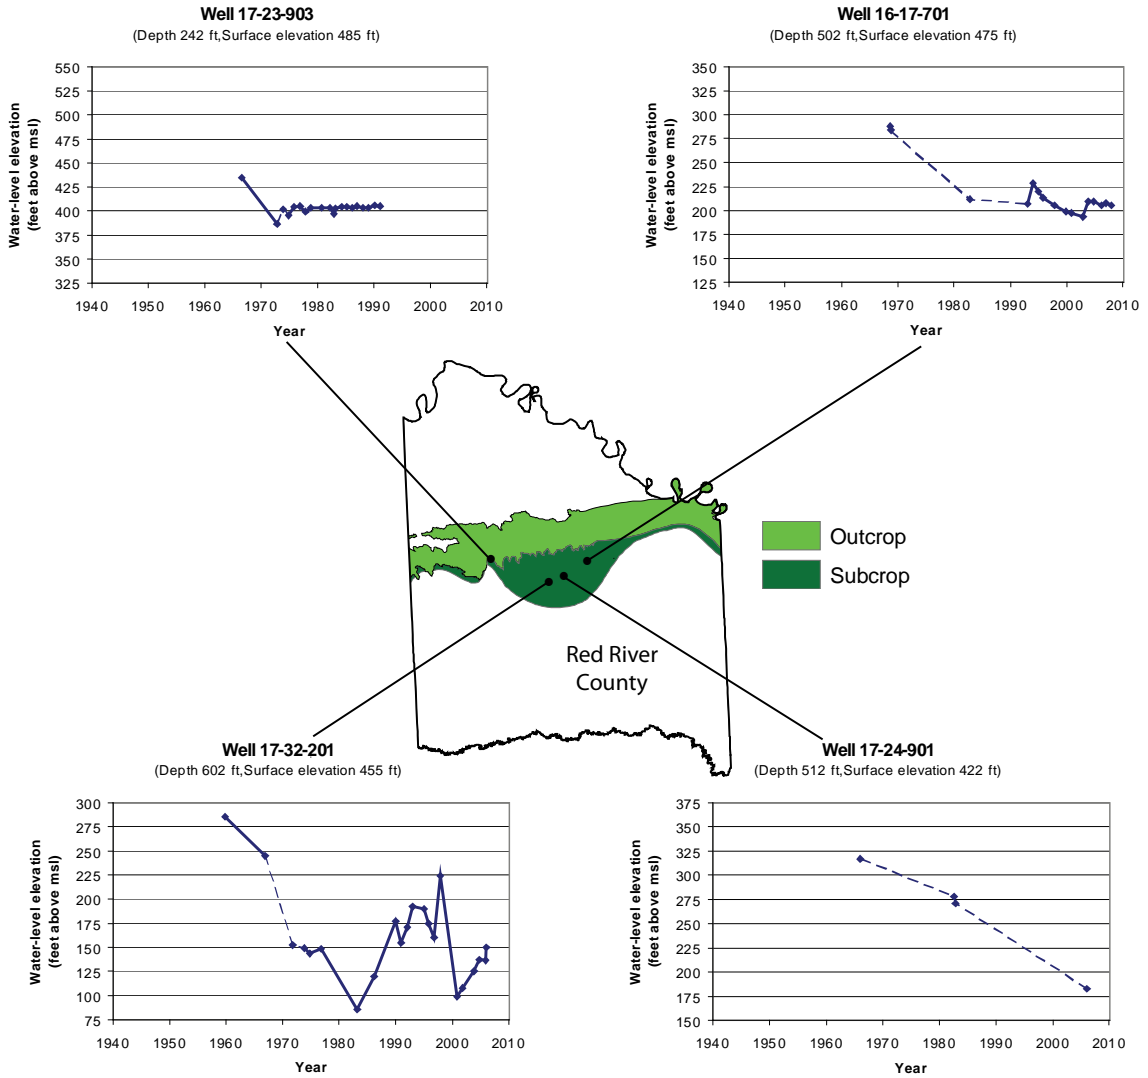 Well 17-23-903
(Depth 242 ft,Surface elevation 485 ft)
Water-level elevation
(feet above msl)
550
525
500
475
450
425
400
375
350
325
1940 1950 1960 1970 1980 1990 2000 2010
Year
Well 16-17-701
(Depth 502 ft,Surface elevation 475 ft)
Water-level elevation
(feet above msl)
350
325
300
275
250
225
200
175
150
125
1940 1950 1960 1970 1980 1990 2000 2010
Year
Outcrop
Subcrop
Red River
County
Well 17-32-201
(Depth 602 ft,Surface elevation 455 ft)
Water-level elevation
(feet above msl)
300
275
250
225
200
175
150
125
100
75
1940 1950 1960 1970 1980 1990 2000 2010
Year
Well 17-24-901
(Depth 512 ft,Surface elevation 422 ft)
Water-level elevation
(feet above msl)
375
350
325
300
275
250
225
200
175
150
1940 1950 1960 1970 1980 1990 2000 2010
Year